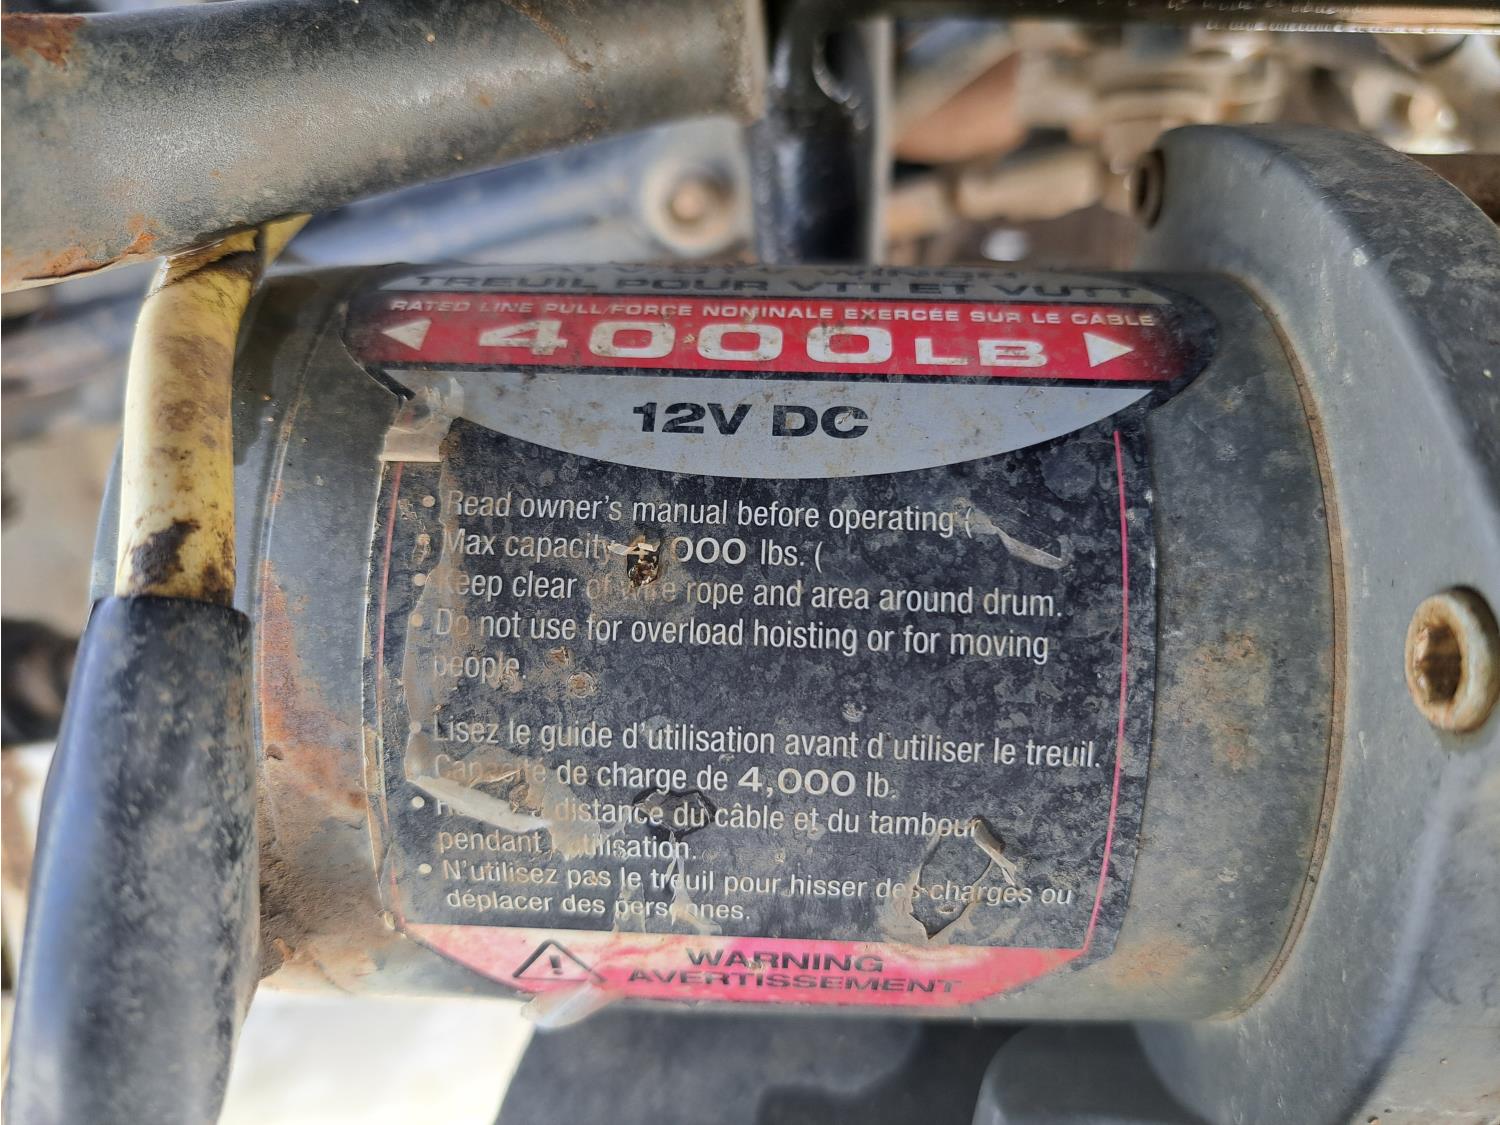 TREUIL POUR VTT ET VUTT
RATED LINE PULL/FORCE NOMINALE EXERCÉE SUR LE CABLE
4000LB
12V DC
• Read owner's manual before operating (
• Max capacity 000 lbs. (
• Keep clear of wire rope and area around drum.
• Do not use for overload hoisting or for moving
people.
• Lisez le guide d'utilisation avant d'utiliser le treuil.
Capacité de charge de 4,000 lb.
• distance du câble et du tambour
pendant l'utilisation.
• N'utilisez pas le treuil pour hisser des charges ou
déplacer des personnes.
WARNING
AVERTISSEMENT